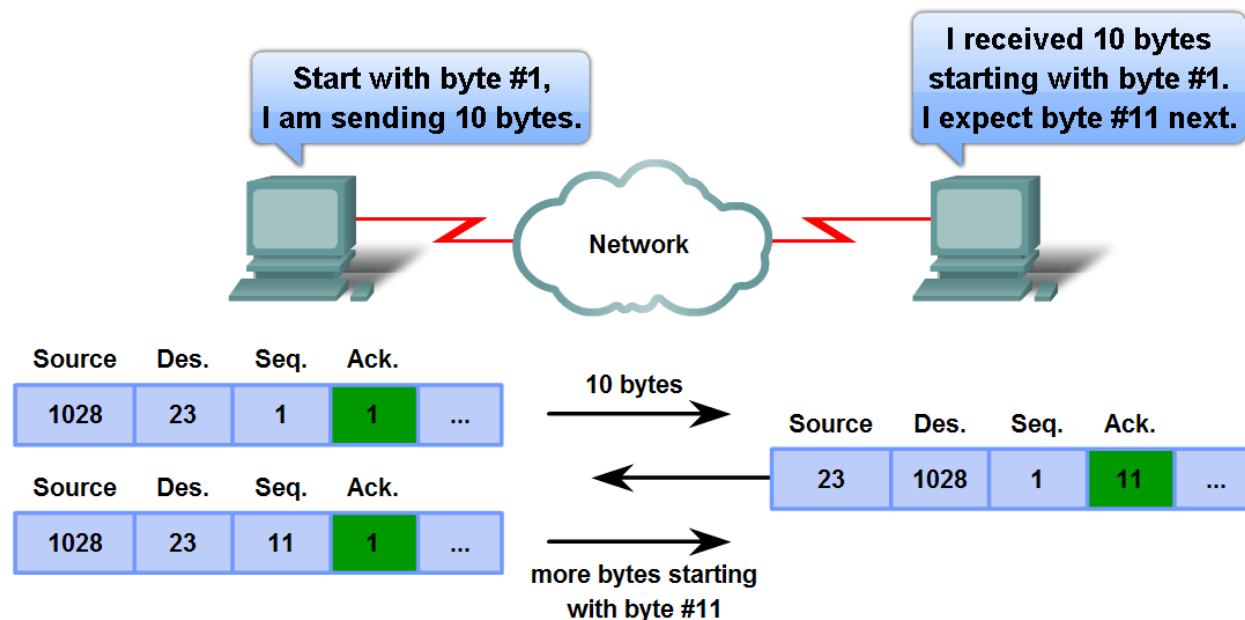 Start with byte #1,
I am sending 10 bytes.
I received 10 bytes
starting with byte #1.
I expect byte #11 next.
Network
Source Des. Seq. Ack.
1028 23 1 1 ...
10 bytes
Source Des. Seq. Ack.
23 1028 1 11 ...
Source Des. Seq. Ack.
1028 23 11 1 ...
more bytes starting
with byte #11